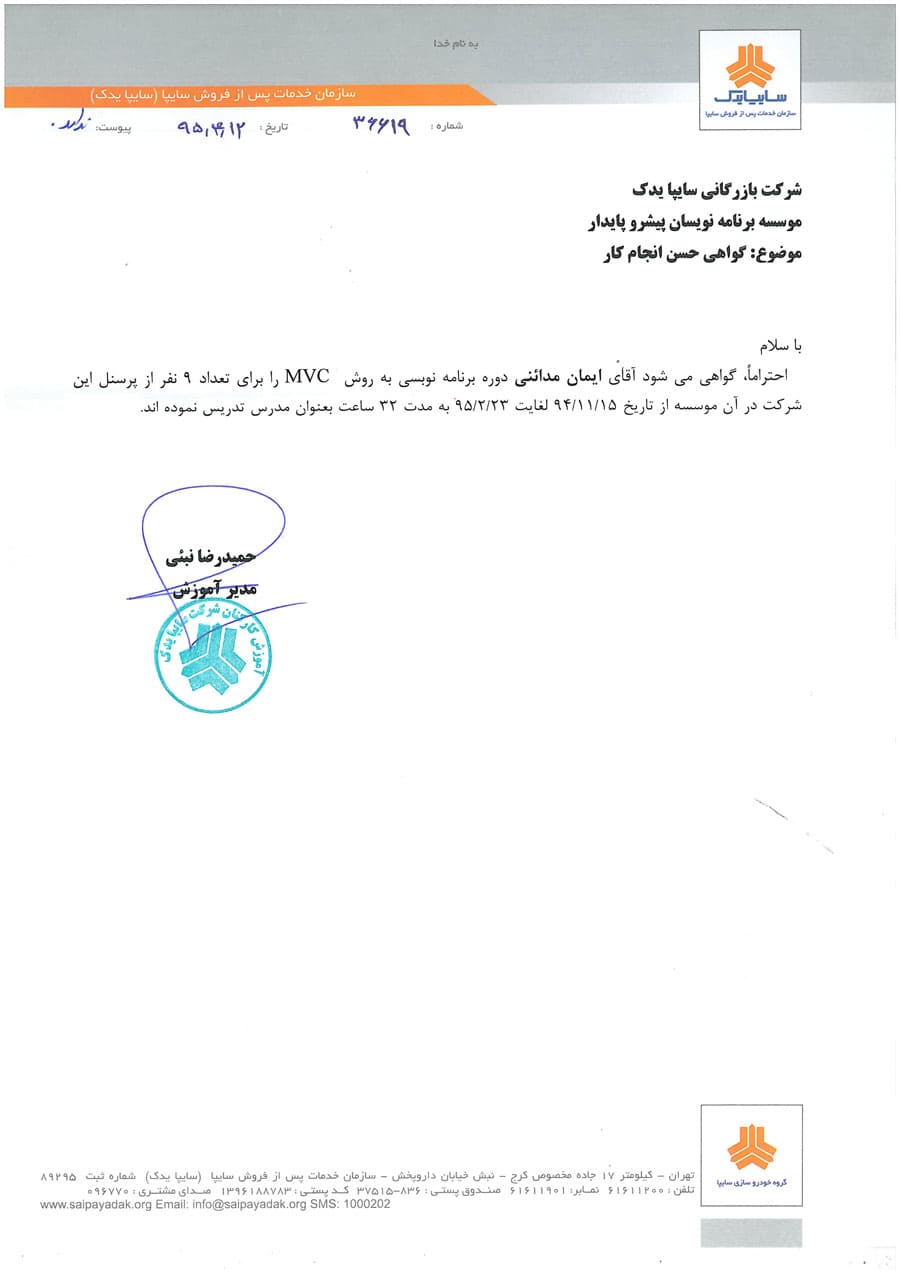 به نام خدا
سایپایدک
سازمان خدمات پس از فروش سایپا
سازمان خدمات پس از فروش سایپا (سایپا یدک)
شماره : ۳۶۶۱۹
تاریخ : ۹۵,۴,۱۲
پیوست: ندارد
شرکت بازرگانی سایپا یدک
موسسه برنامه نویسان پیشرو پایدار
موضوع: گواهی حسن انجام کار
با سلام
احتراماً، گواهی می شود آقای ایمان مدائنی دوره برنامه نویسی به روش MVC را برای تعداد ۹ نفر از پرسنل این
شرکت در آن موسسه از تاریخ ۹۴/۱۱/۱۵ لغایت ۹۵/۲/۲۳ به مدت ۳۲ ساعت بعنوان مدرس تدریس نموده اند.
حمیدرضا نبئی
مدیر آموزش
آموزش کارکنان شرکت سایپا یدک
گروه خودرو سازی سایپا
تهران - کیلومتر ۱۷ جاده مخصوص کرج - نبش خیابان داروپخش - سازمان خدمات پس از فروش سایپا (سایپا یدک) شماره ثبت ۸۹۲۹۵
تلفن : ۶۱۶۱۱۲۰۰ نمابر: ۶۱۶۱۱۹۰۱ صندوق پستی : ۸۳۶-۳۷۵۱۵ کد پستی : ۱۳۹۶۱۸۸۷۸۳ صدای مشتری : ۰۹۶۷۷۰
www.saipayadak.org Email: info@saipayadak.org SMS: 1000202